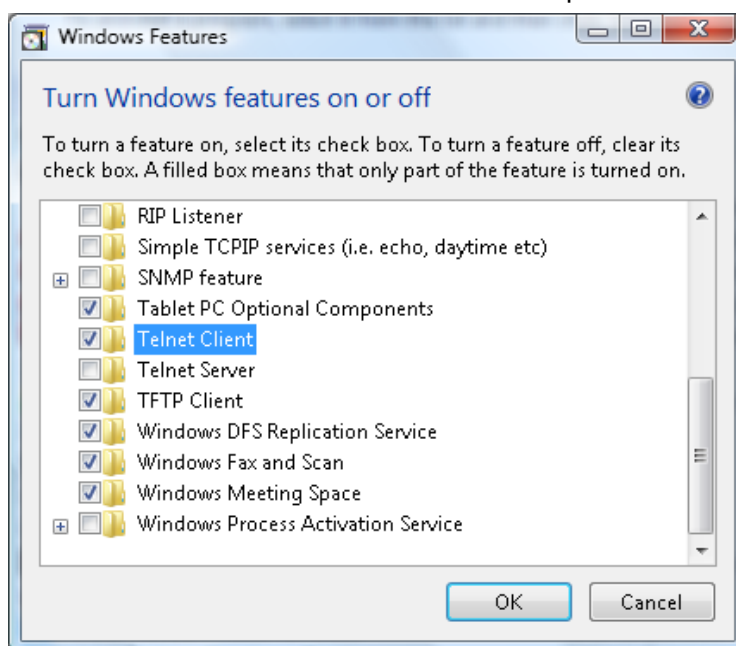 Windows Features
Turn Windows features on or off
To turn a feature on, select its check box. To turn a feature off, clear its
check box. A filled box means that only part of the feature is turned on.
RIP Listener
Simple TCPIP services (i.e. echo, daytime etc)
SNMP feature
Tablet PC Optional Components
Telnet Client
Telnet Server
TFTP Client
Windows DFS Replication Service
Windows Fax and Scan
Windows Meeting Space
Windows Process Activation Service
OK Cancel